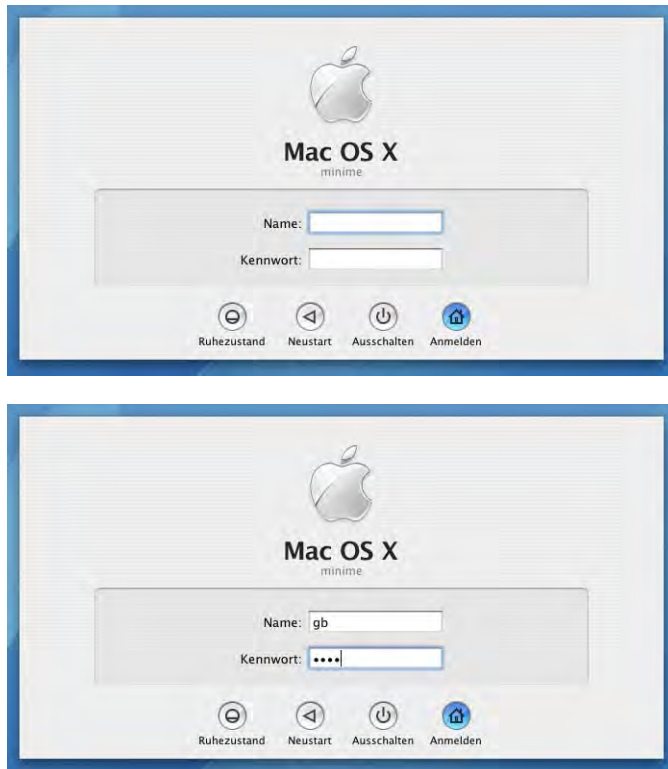 Mac OS X
minime
Name:
Kennwort:
Ruhezustand Neustart Ausschalten Anmelden
Mac OS X
minime
Name: gb
Kennwort: ••••
Ruhezustand Neustart Ausschalten Anmelden